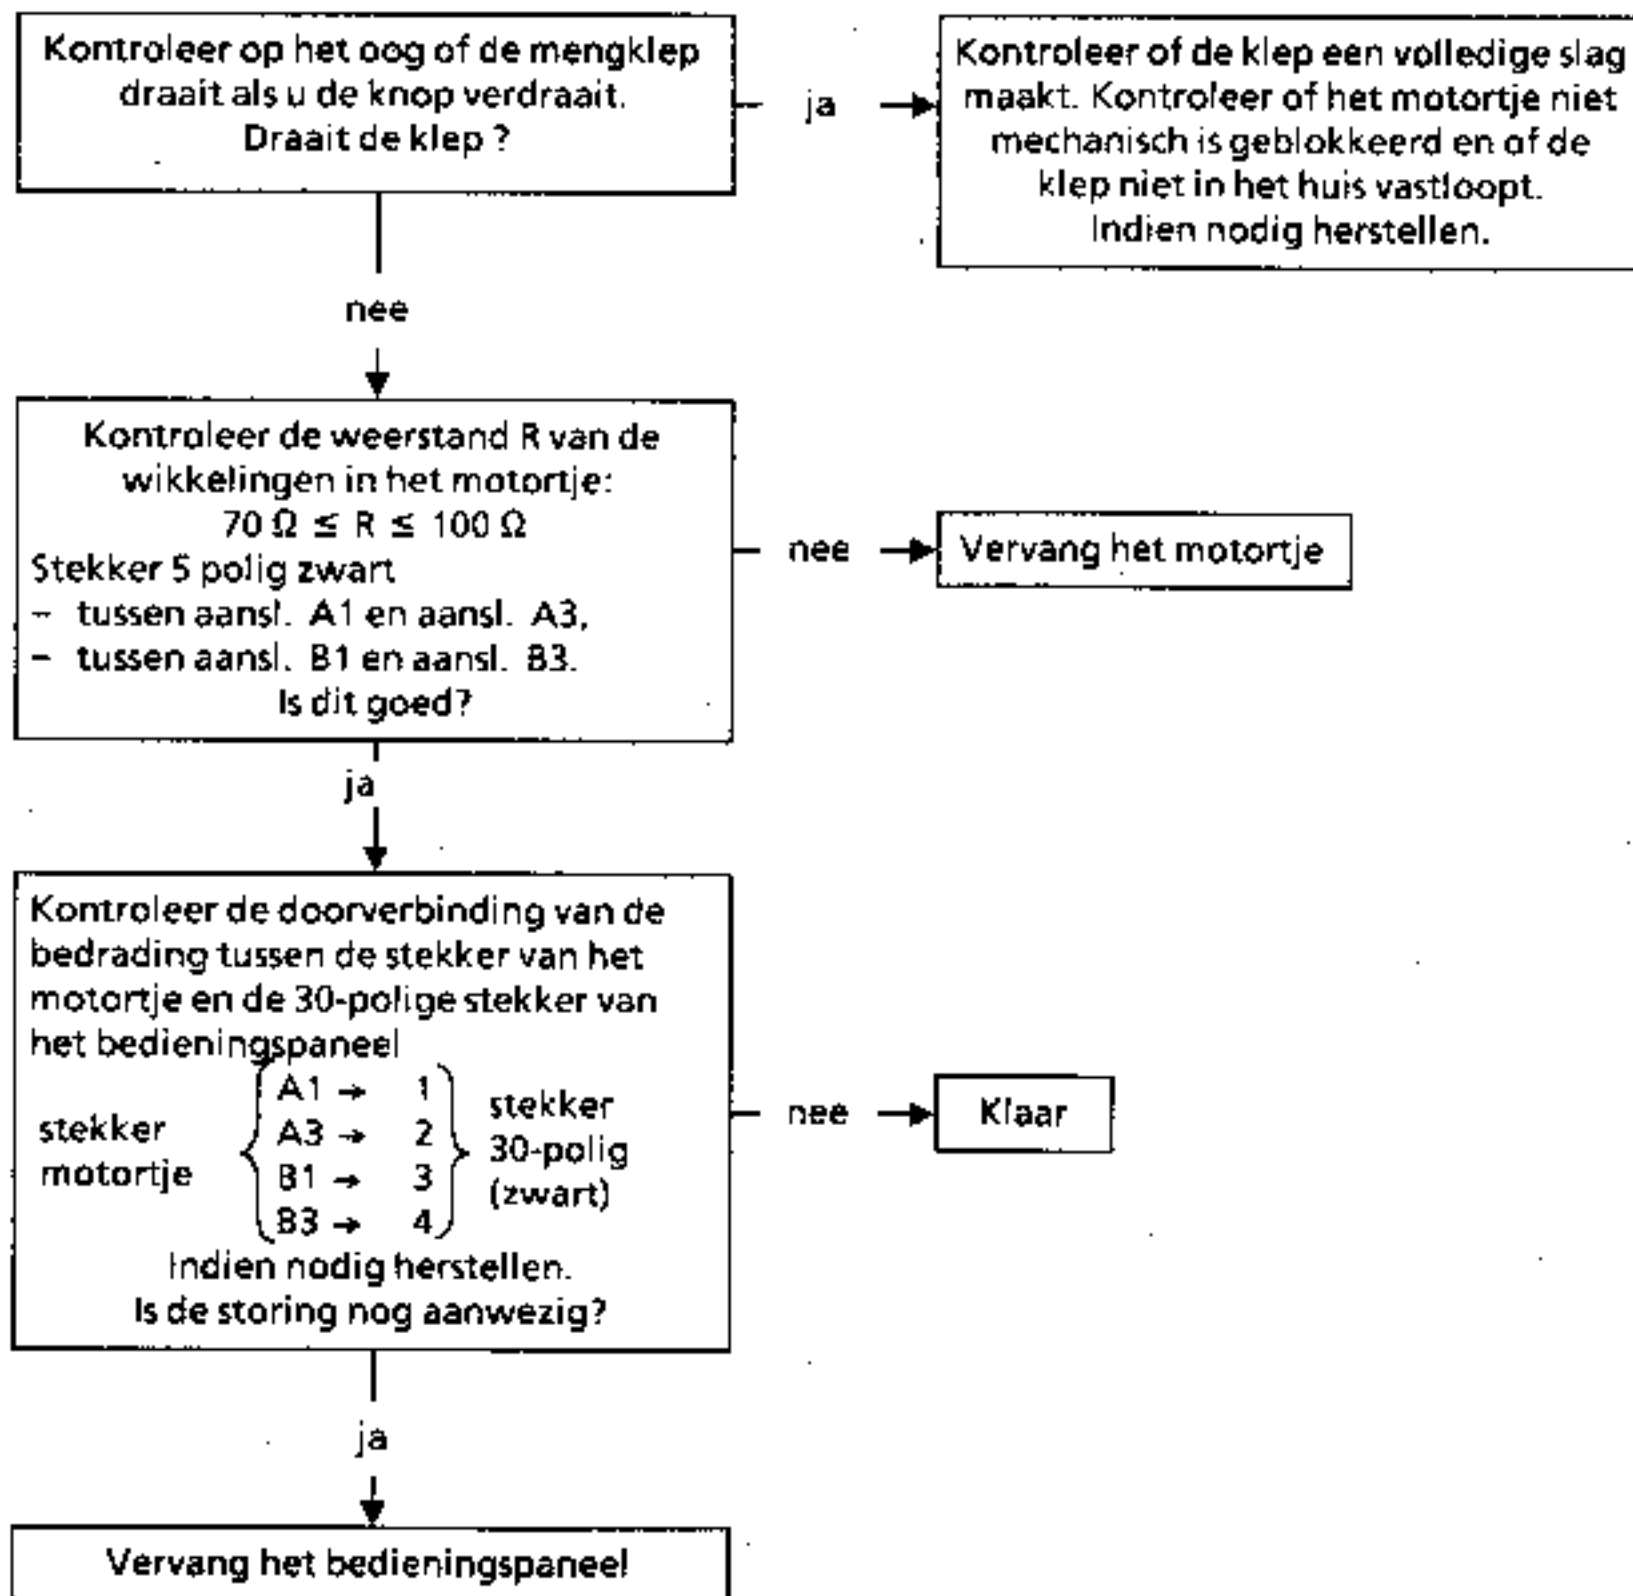 Kontroleer op het oog of de mengklep
draait als u de knop verdraait.
Draait de klep ?
ja
Kontroleer of de klep een volledige slag
maakt. Kontroleer of het motortje niet
mechanisch is geblokkeerd en of de
klep niet in het huis vastloopt.
Indien nodig herstellen.
nee
Kontroleer de weerstand R van de
wikkelingen in het motortje:
70 Ω ≤ R ≤ 100 Ω
Stekker 5 polig zwart
– tussen aansl. A1 en aansl. A3,
– tussen aansl. B1 en aansl. B3.
Is dit goed?
nee
Vervang het motortje
ja
Kontroleer de doorverbinding van de
bedrading tussen de stekker van het
motortje en de 30-polige stekker van
het bedieningspaneel
stekker
motortje
A1 → 1
A3 → 2
B1 → 3
B3 → 4
stekker
30-polig
(zwart)
Indien nodig herstellen.
Is de storing nog aanwezig?
nee
Klaar
ja
Vervang het bedieningspaneel